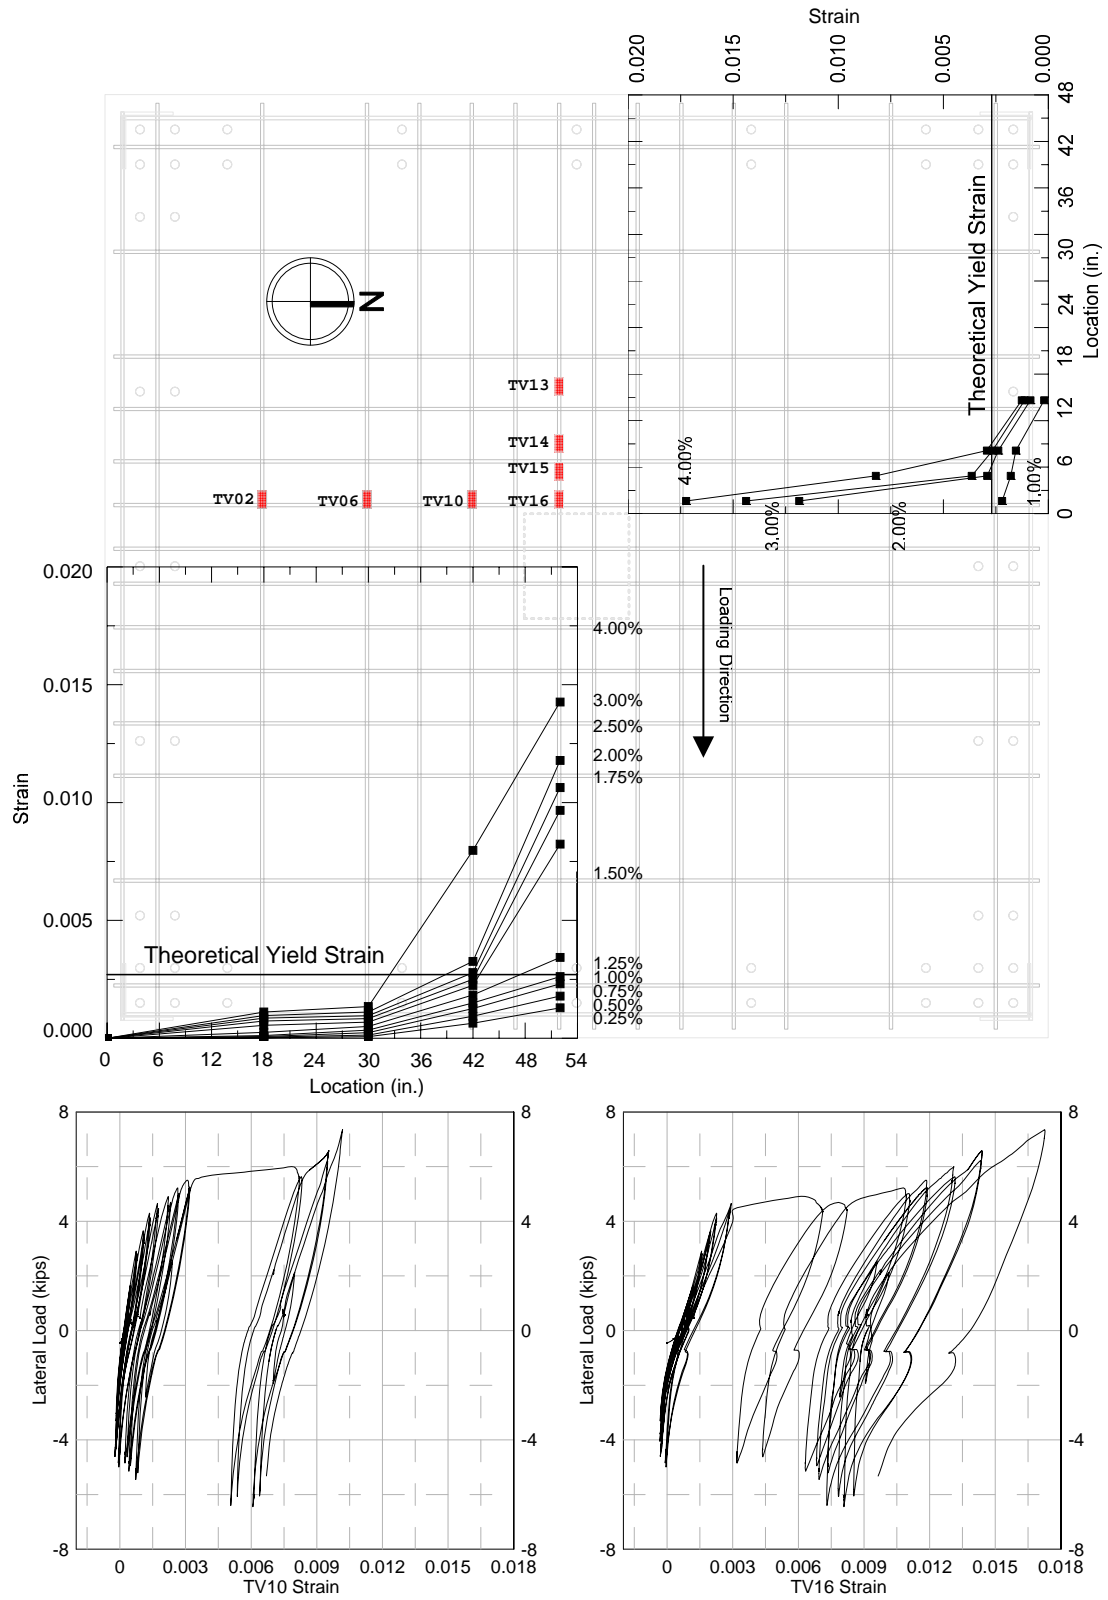 Strain
0.020
0.015
0.010
0.005
0.000
48
42
36
30
24
18
12
6
0
Location (in.)
Theoretical Yield Strain
4.00%
3.00%
2.00%
1.00%
N
TV13
TV14
TV15
TV02
TV06
TV10
TV16
Loading Direction
0.020
0.015
0.010
0.005
0.000
Strain
Theoretical Yield Strain
4.00%
3.00%
2.50%
2.00%
1.75%
1.50%
1.25%
1.00%
0.75%
0.50%
0.25%
0 6 12 18 24 30 36 42 48 54
Location (in.)
8 8
4 4
0 0
-4 -4
-8 -8
Lateral Load (kips)
0 0.003 0.006 0.009 0.012 0.015 0.018
TV10 Strain
8 8
4 4
0 0
-4 -4
-8 -8
Lateral Load (kips)
0 0.003 0.006 0.009 0.012 0.015 0.018
TV16 Strain